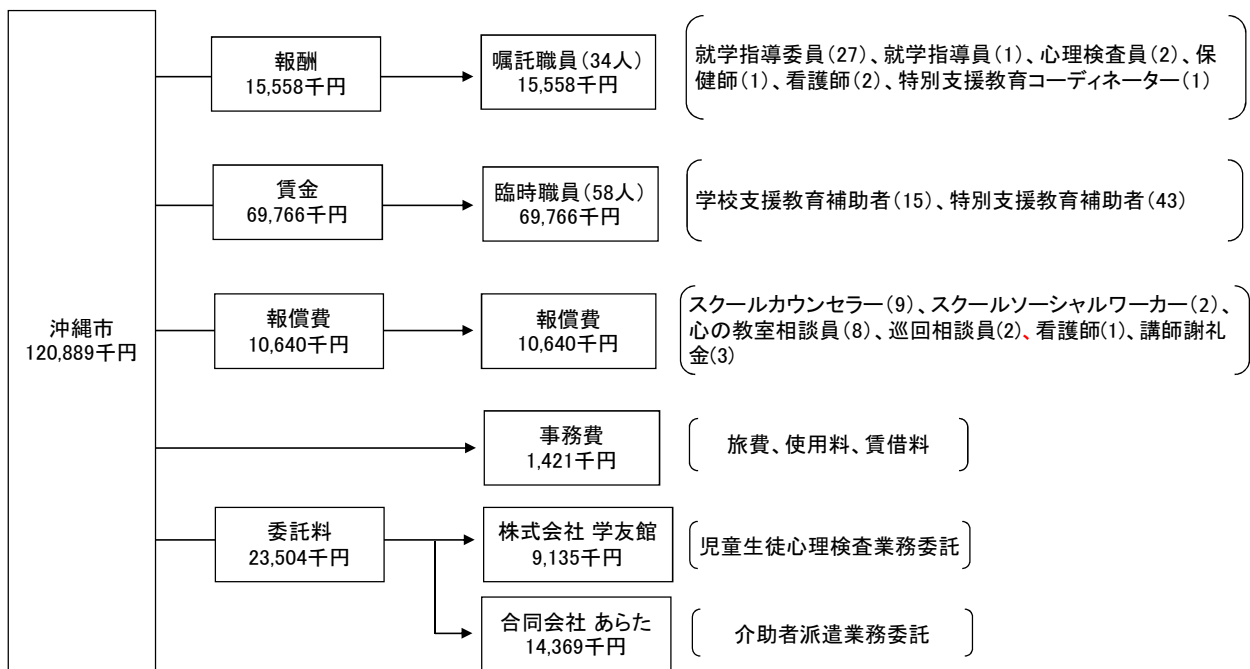 沖縄市
120,889千円
報酬
15,558千円
嘱託職員(34人)
15,558千円
就学指導委員(27)、就学指導員(1)、心理検査員(2)、保
健師(1)、看護師(2)、特別支援教育コーディネーター(1)
賃金
69,766千円
臨時職員(58人)
69,766千円
学校支援教育補助者(15)、特別支援教育補助者(43)
報償費
10,640千円
報償費
10,640千円
スクールカウンセラー(9)、スクールソーシャルワーカー(2)、
心の教室相談員(8)、巡回相談員(2)、看護師(1)、講師謝礼
金(3)
事務費
1,421千円
旅費、使用料、賃借料
委託料
23,504千円
株式会社 学友館
9,135千円
児童生徒心理検査業務委託
合同会社 あらた
14,369千円
介助者派遣業務委託